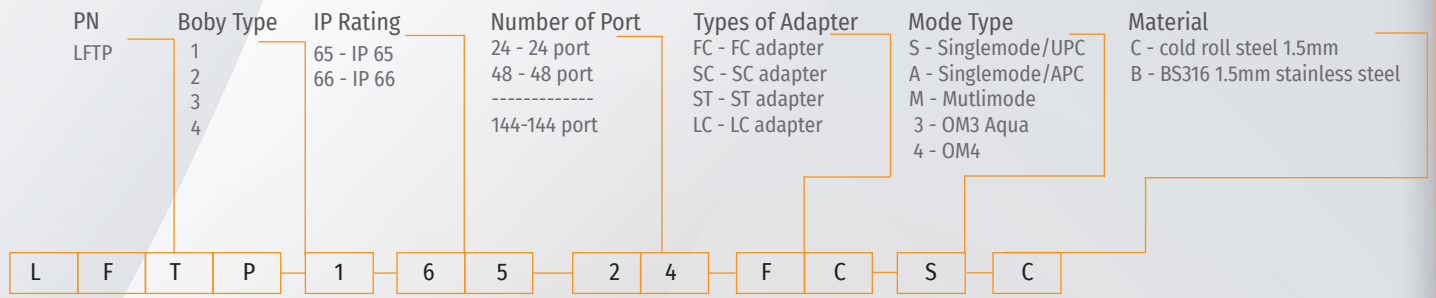 PN
LFTP
Boby Type
1
2
3
4
IP Rating
65 - IP 65
66 - IP 66
Number of Port
24 - 24 port
48 - 48 port
-------------
144-144 port
Types of Adapter
FC - FC adapter
SC - SC adapter
ST - ST adapter
LC - LC adapter
Mode Type
S - Singlemode/UPC
A - Singlemode/APC
M - Mutlimode
3 - OM3 Aqua
4 - OM4
Material
C - cold roll steel 1.5mm
B - BS316 1.5mm stainless steel
L F T P 1 6 5 2 4 F C S C